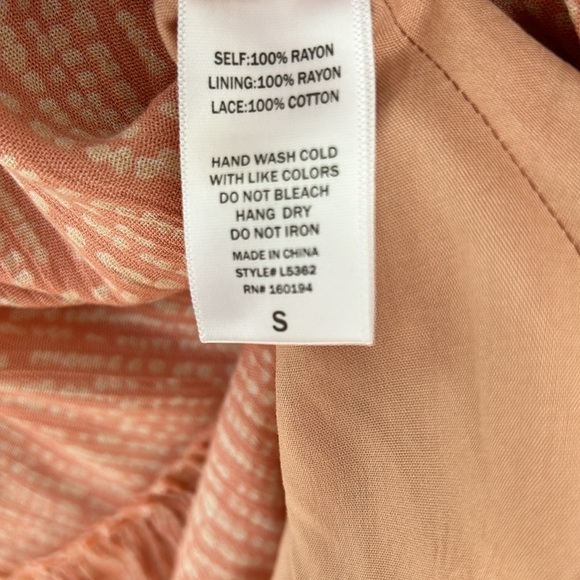 SELF:100% RAYON
LINING:100% RAYON
LACE:100% COTTON
HAND WASH COLD
WITH LIKE COLORS
DO NOT BLEACH
HANG DRY
DO NOT IRON
MADE IN CHINA
STYLE# L5362
RN# 160194
S